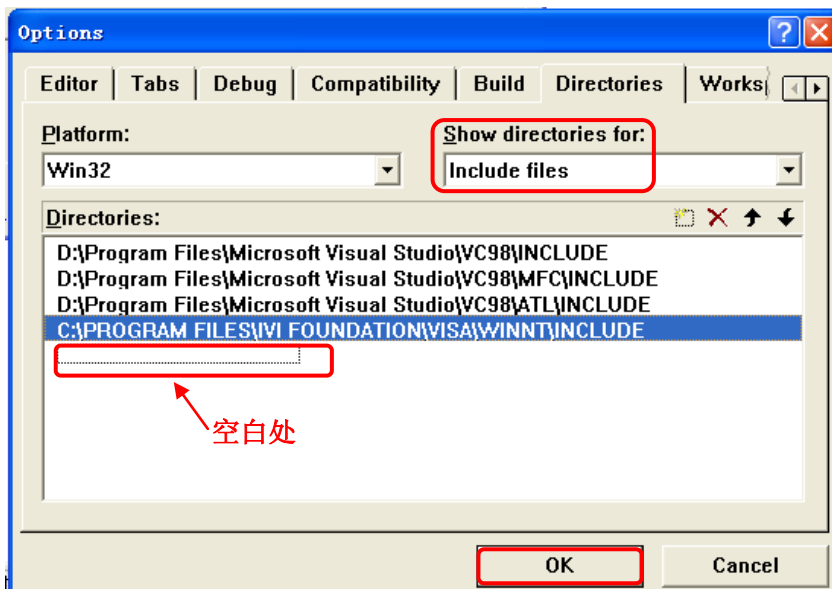 Options
Editor Tabs Debug Compatibility Build Directories Works
Platform: Show directories for:
Win32 Include files
Directories:
D:\Program Files\Microsoft Visual Studio\VC98\INCLUDE
D:\Program Files\Microsoft Visual Studio\VC98\MFC\INCLUDE
D:\Program Files\Microsoft Visual Studio\VC98\ATL\INCLUDE
C:\PROGRAM FILES\IVI FOUNDATION\VISA\WINNT\INCLUDE
空白处
OK Cancel